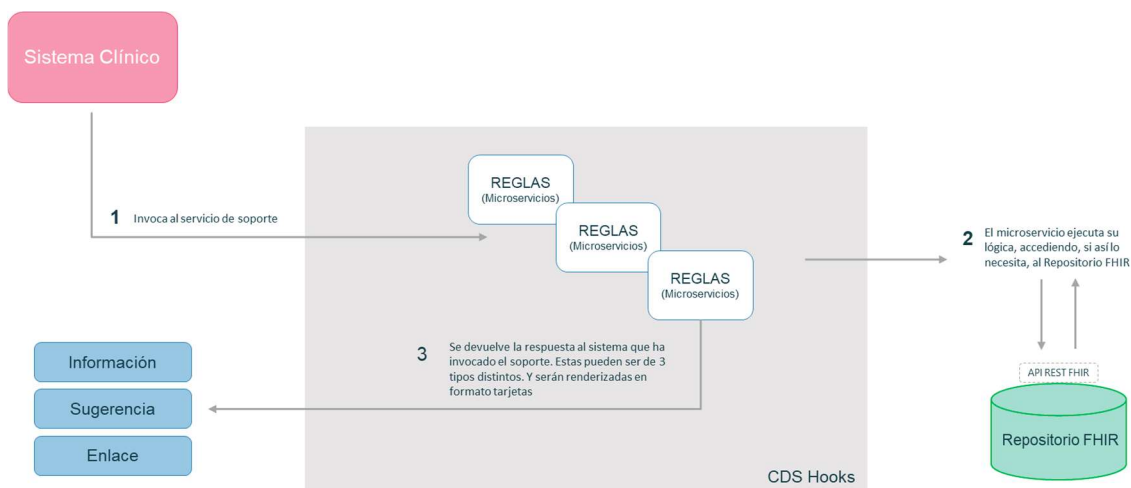 Sistema Clínico
1
Invoca al servicio de soporte
REGLAS
(Microservicios)
REGLAS
(Microservicios)
REGLAS
(Microservicios)
2
El microservicio ejecuta su
lógica, accediendo, si así lo
necesita, al Repositorio FHIR
API REST FHIR
Repositorio FHIR
3
Se devuelve la respuesta al sistema que ha
invocado el soporte. Estas pueden ser de 3
tipos distintos. Y serán renderizadas en
formato tarjetas
Información
Sugerencia
Enlace
CDS Hooks